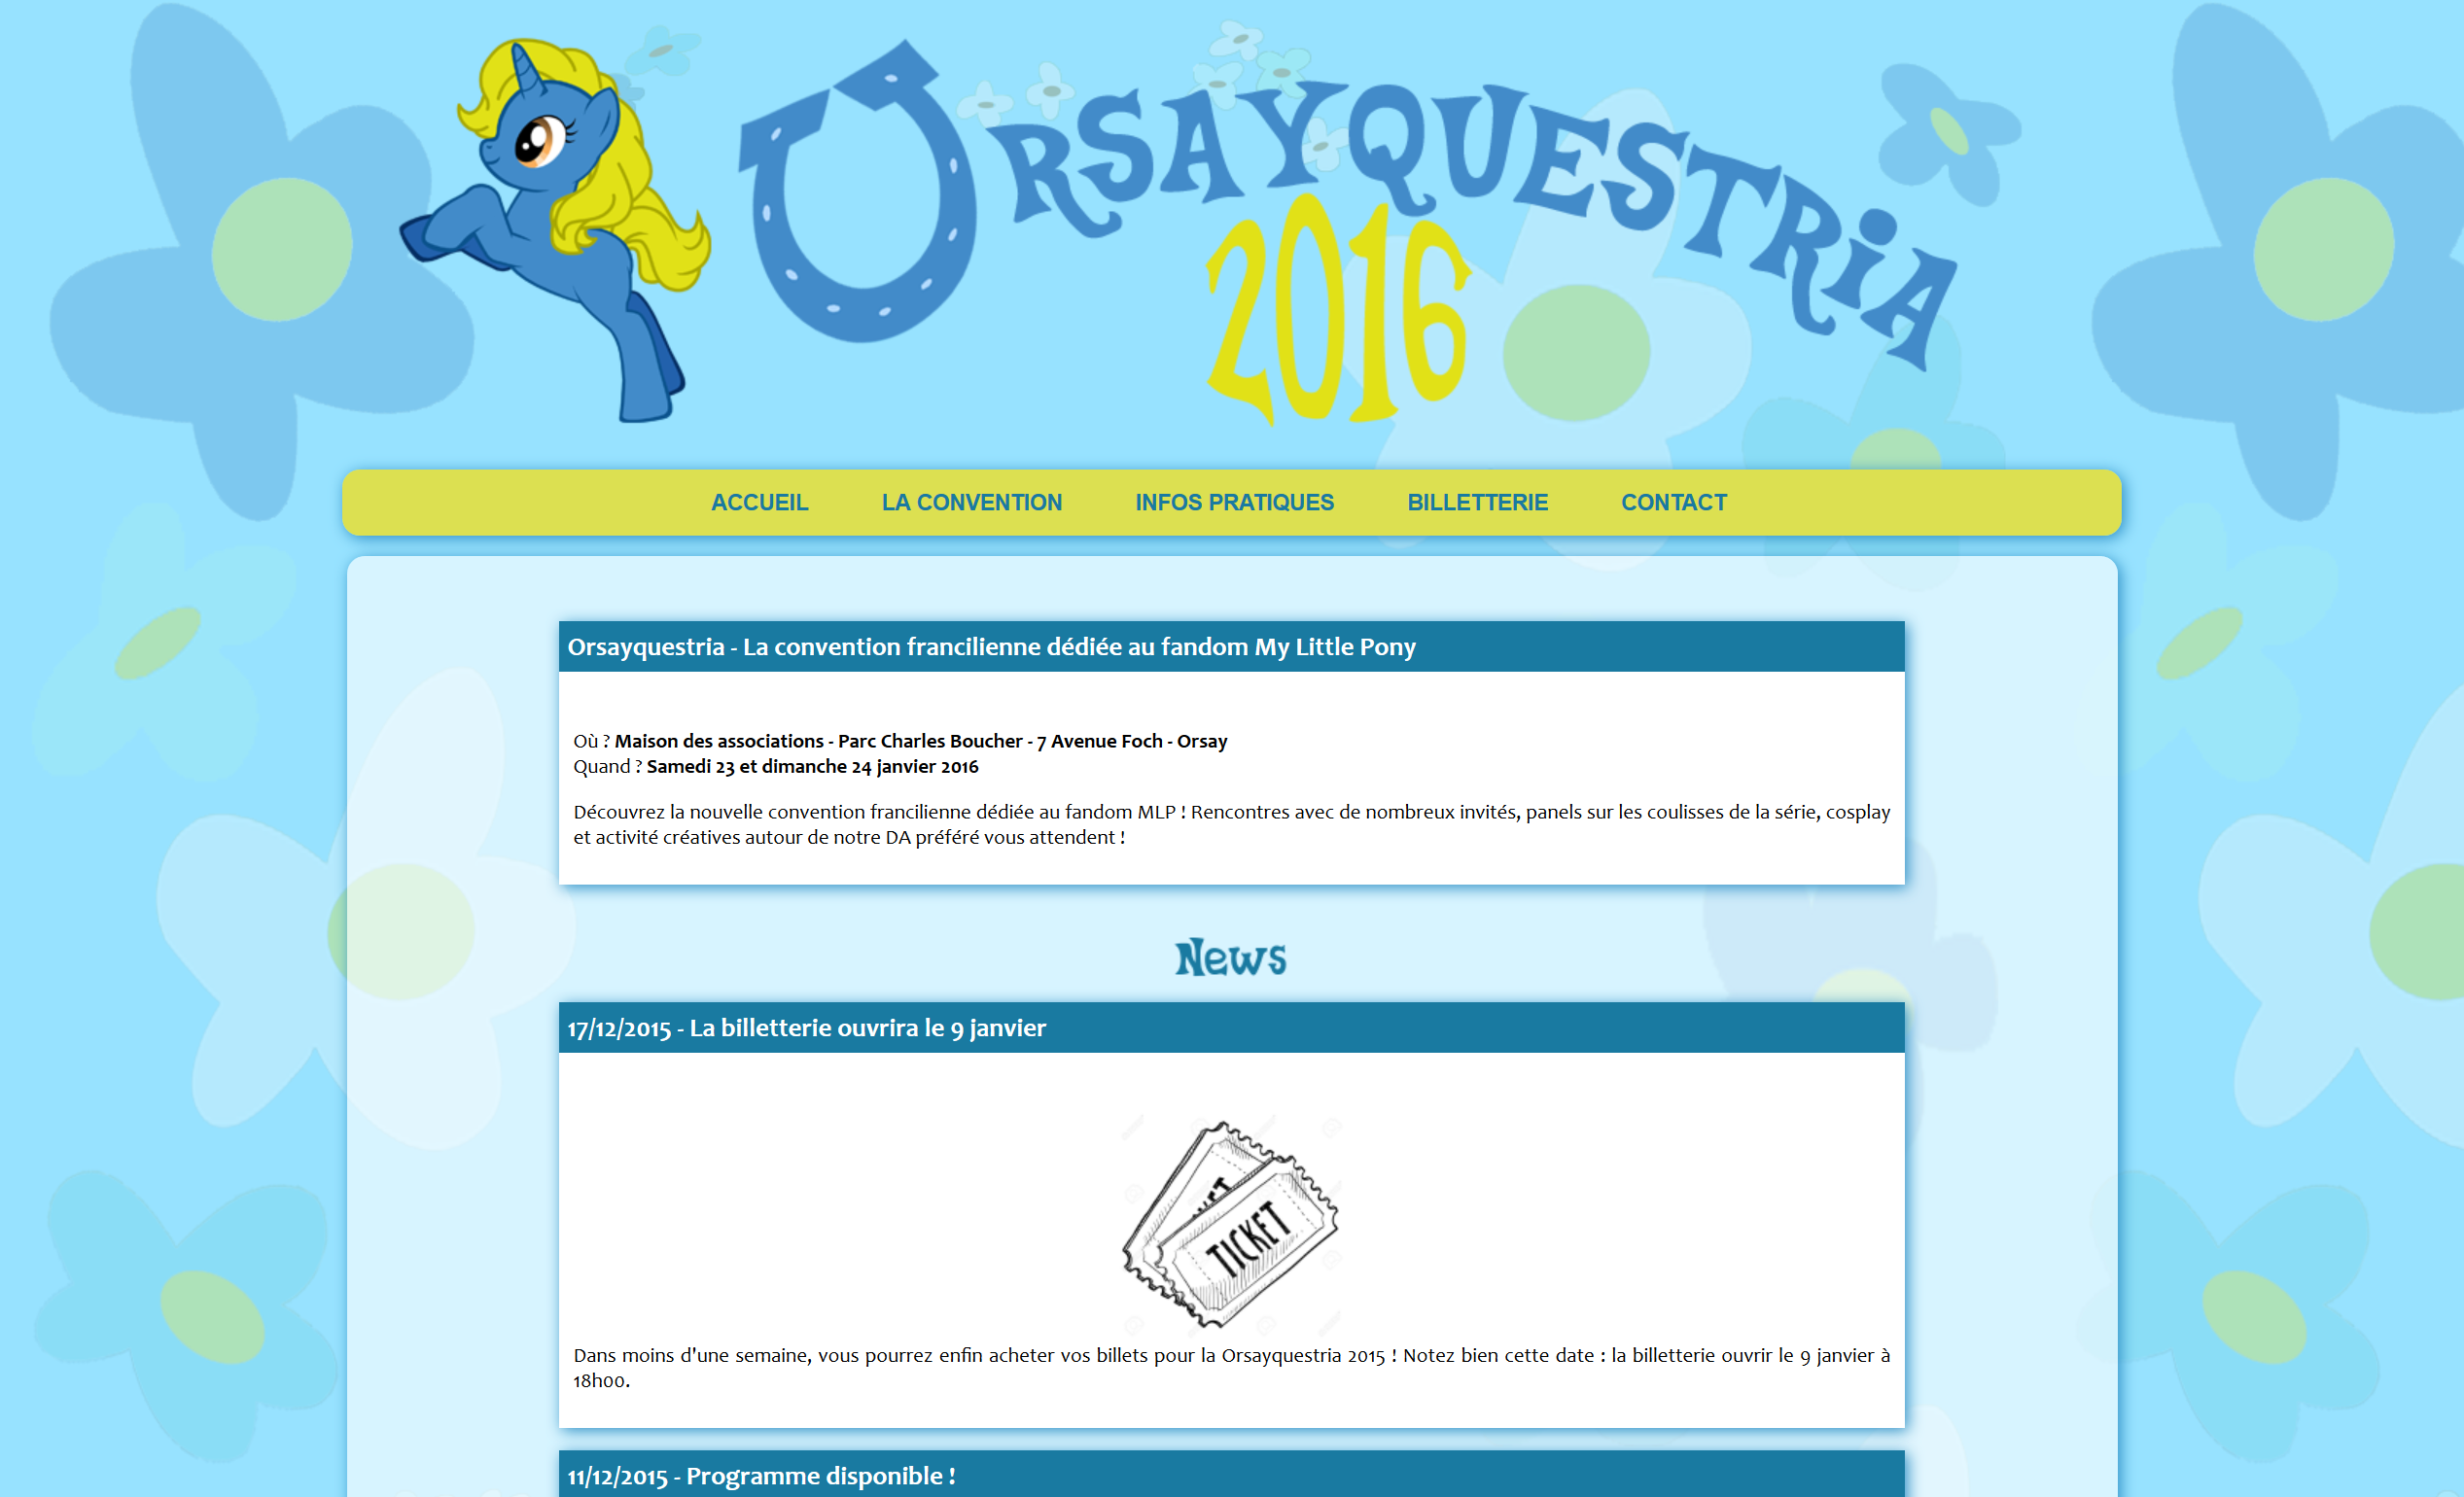 ORSAYQUESTRIA
2016
ACCUEIL LA CONVENTION INFOS PRATIQUES BILLETTERIE CONTACT
Orsayquestria - La convention francilienne dédiée au fandom My Little Pony
Où ? Maison des associations - Parc Charles Boucher - 7 Avenue Foch - Orsay
Quand ? Samedi 23 et dimanche 24 janvier 2016
Découvrez la nouvelle convention francilienne dédiée au fandom MLP ! Rencontres avec de nombreux invités, panels sur les coulisses de la série, cosplay
et activité créatives autour de notre DA préféré vous attendent !
News
17/12/2015 - La billetterie ouvrira le 9 janvier
TICKET
Dans moins d'une semaine, vous pourrez enfin acheter vos billets pour la Orsayquestria 2015 ! Notez bien cette date : la billetterie ouvrir le 9 janvier à
18h00.
11/12/2015 - Programme disponible !